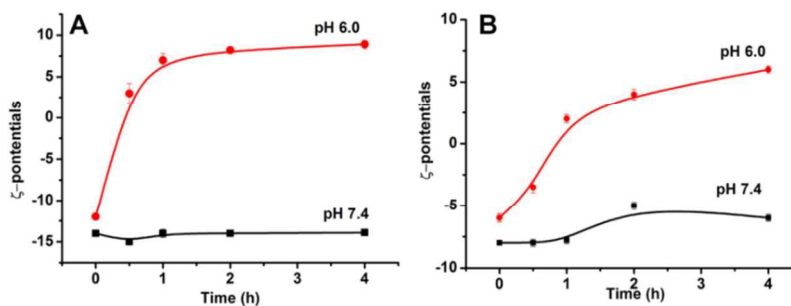 A
pH 6.0
10
5
0
-5
-10
-15
pH 7.4
0 1 2 3 4
Time (h)
ζ-pontentials
B
pH 6.0
10
5
0
-5
-10
pH 7.4
0 1 2 3 4
Time (h)
ζ-pontentials